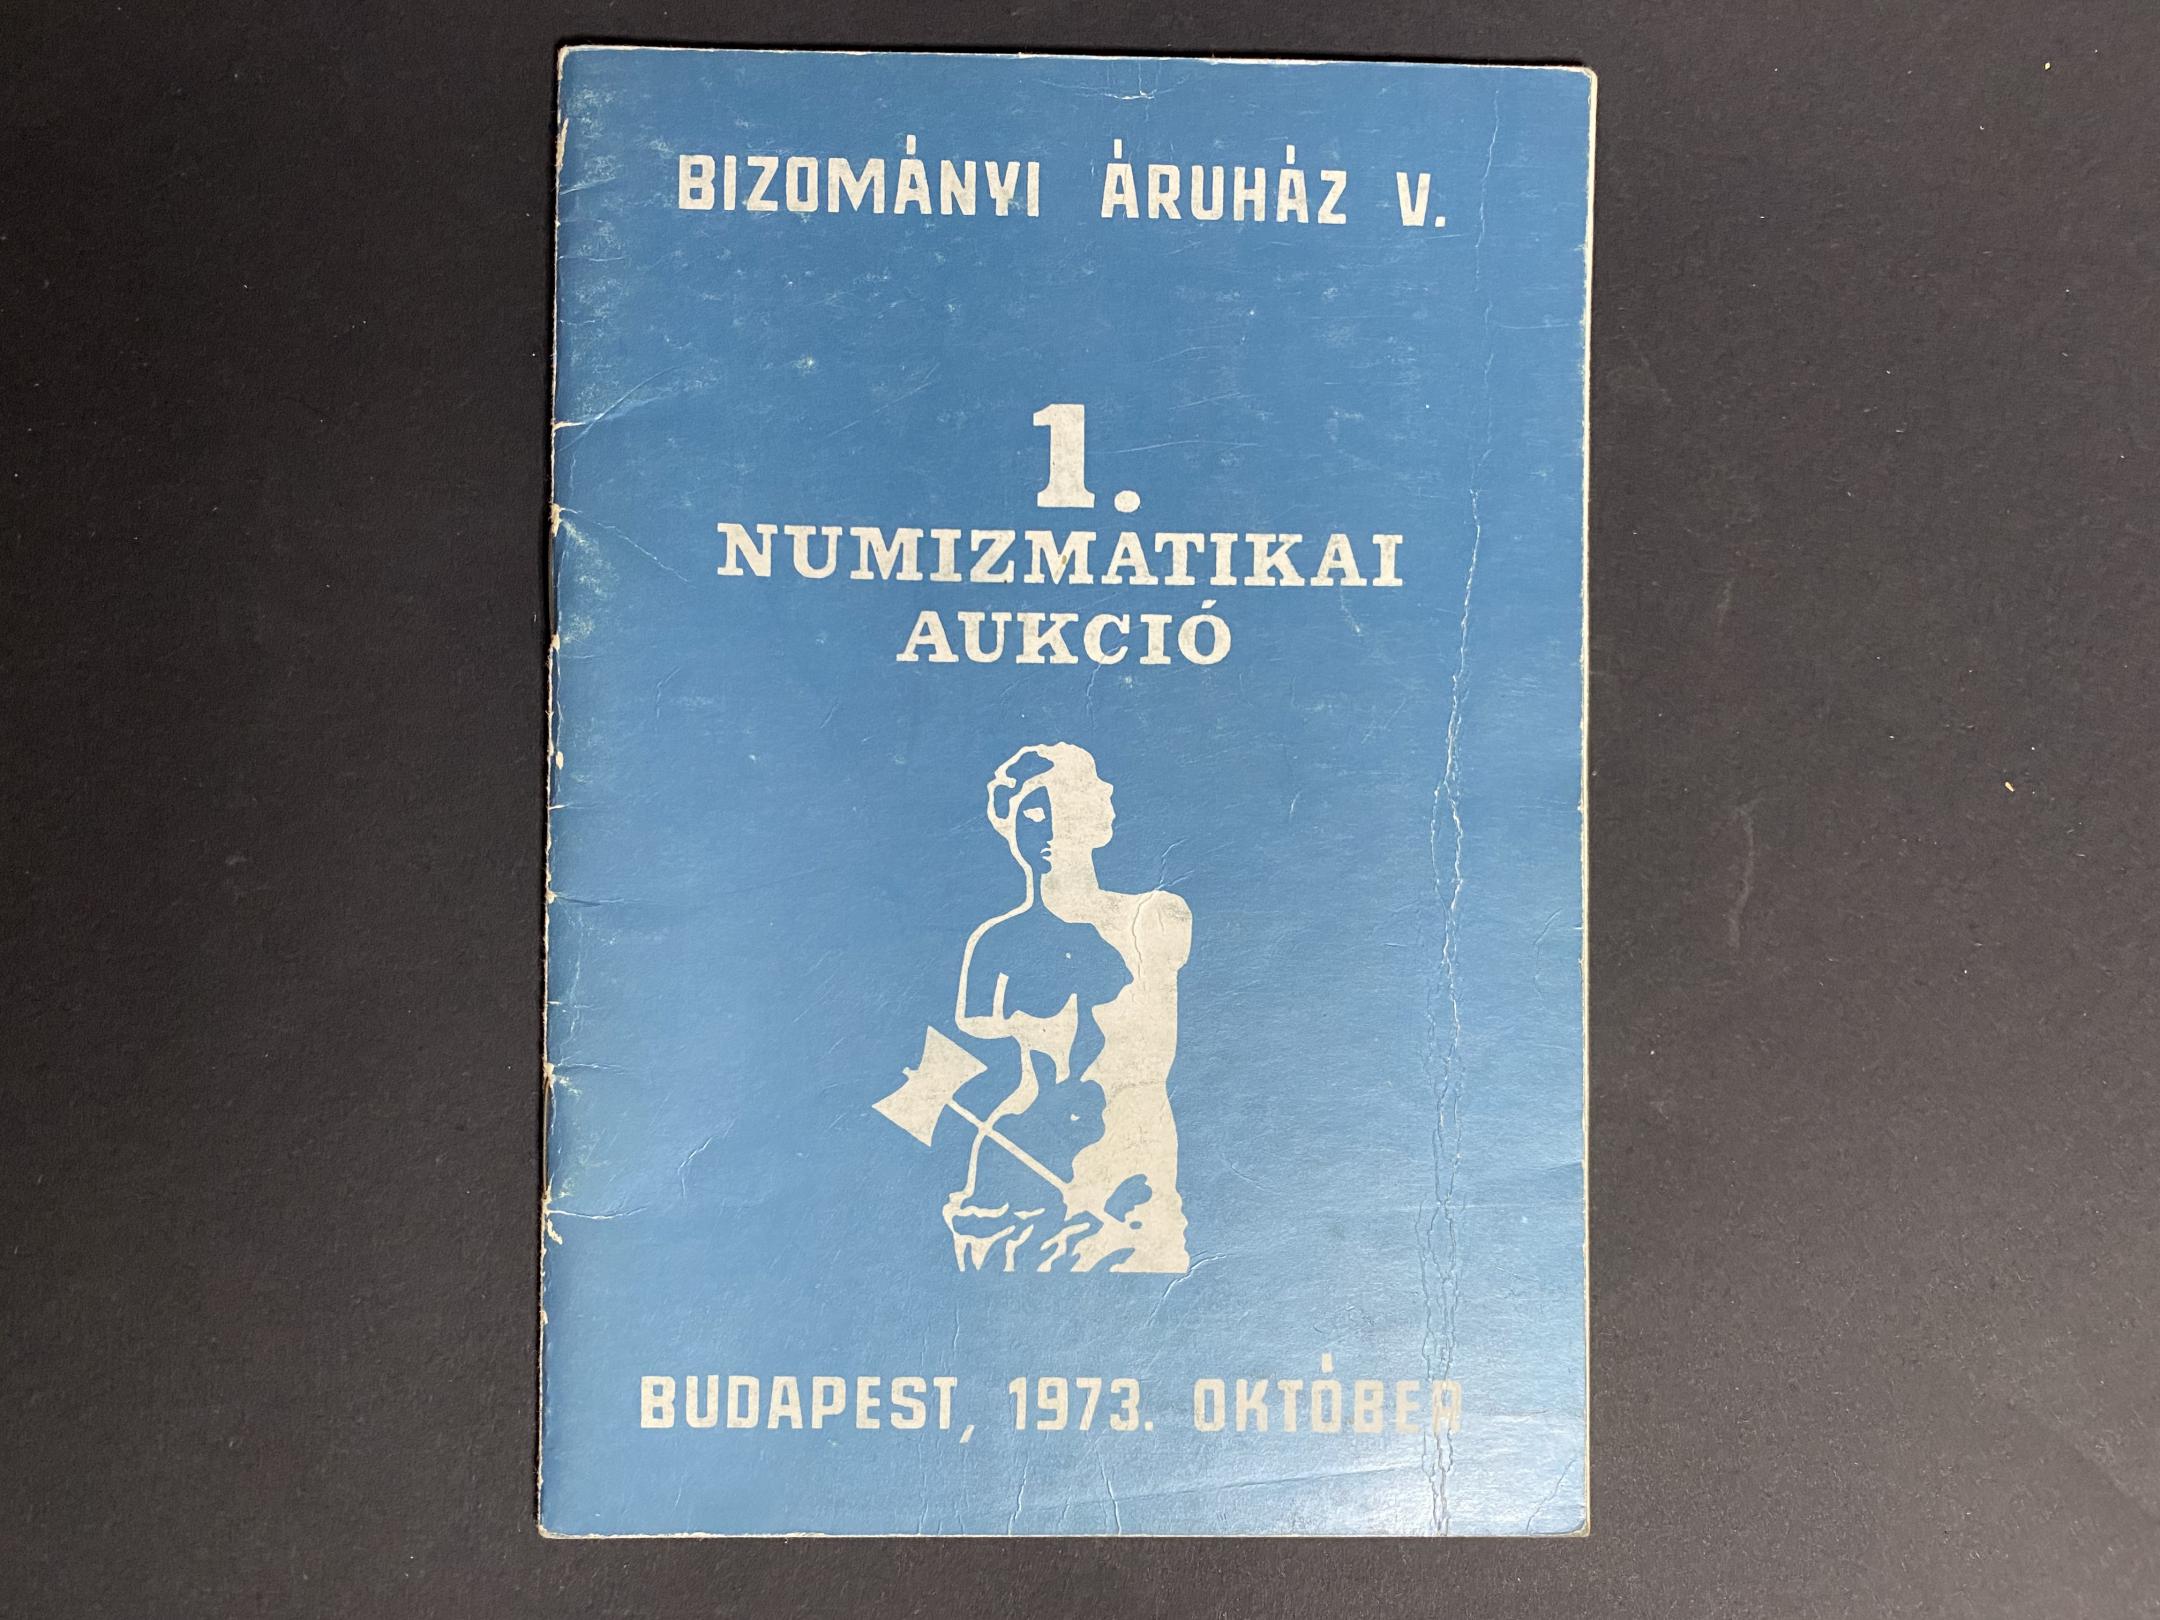 BIZOMÁNYI ÁRUHÁZ V.
1.
NUMIZMATIKAI
AUKCIÓ
BUDAPEST, 1973. OKTÓBER